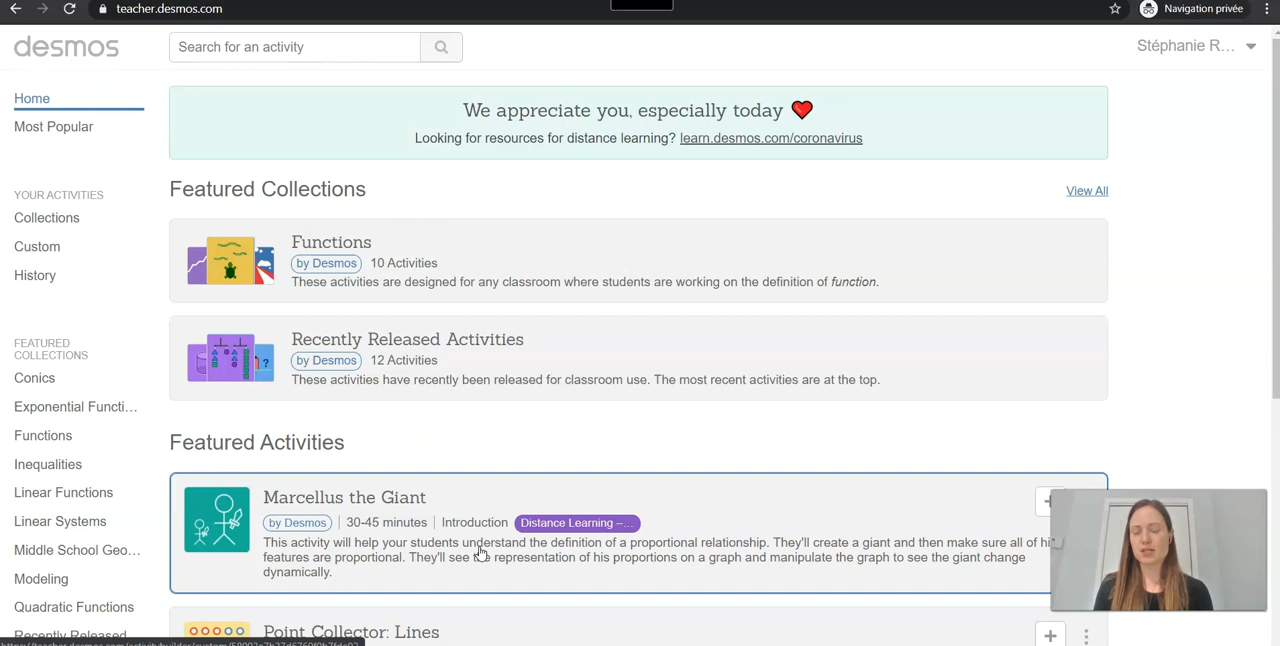 teacher.desmos.com
Navigation privée
desmos
Search for an activity
Stéphanie R...
Home
Most Popular
YOUR ACTIVITIES
Collections
Custom
History
FEATURED
COLLECTIONS
Conics
Exponential Functi...
Functions
Inequalities
Linear Functions
Linear Systems
Middle School Geo...
Modeling
Quadratic Functions
Recently Released
We appreciate you, especially today ❤
Looking for resources for distance learning? learn.desmos.com/coronavirus
Featured Collections
View All
Functions
by Desmos 10 Activities
These activities are designed for any classroom where students are working on the definition of function.
Recently Released Activities
by Desmos 12 Activities
These activities have recently been released for classroom use. The most recent activities are at the top.
Featured Activities
Marcellus the Giant
by Desmos 30-45 minutes Introduction Distance Learning –...
This activity will help your students understand the definition of a proportional relationship. They'll create a giant and then make sure all of his
features are proportional. They'll see the representation of his proportions on a graph and manipulate the graph to see the giant change
dynamically.
Point Collector: Lines